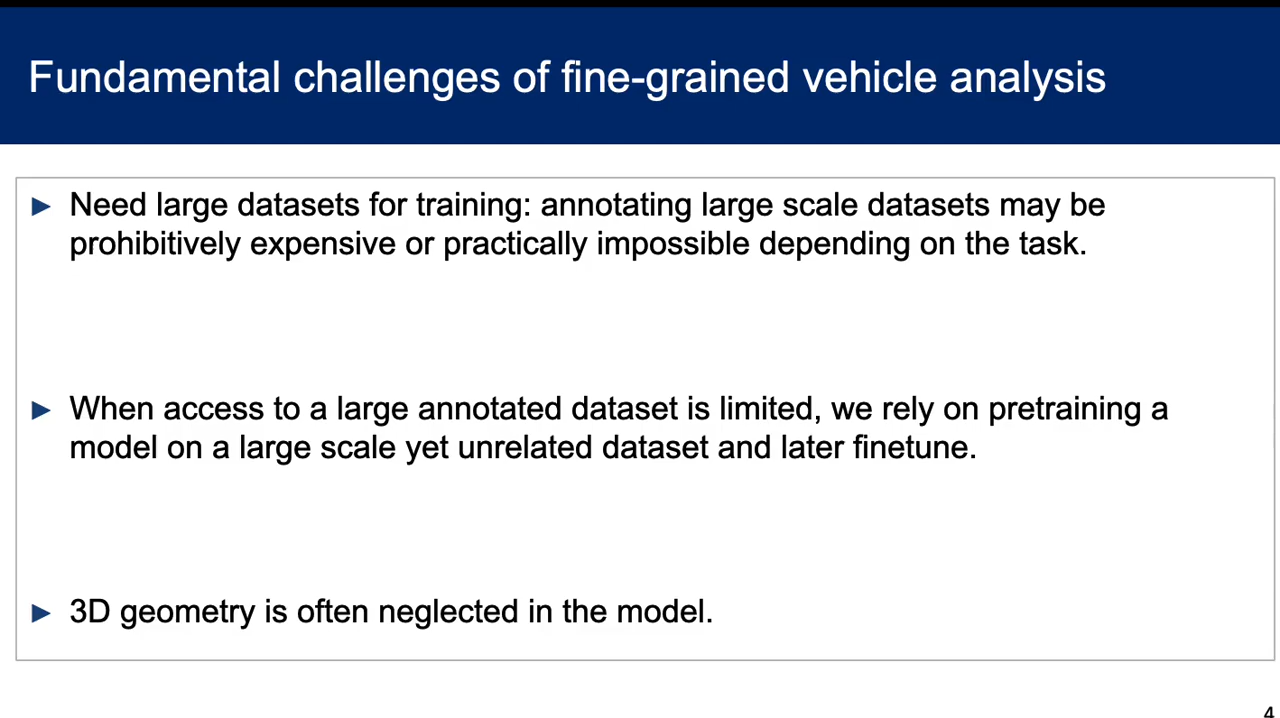 Fundamental challenges of fine-grained vehicle analysis
► Need large datasets for training: annotating large scale datasets may be
prohibitively expensive or practically impossible depending on the task.
► When access to a large annotated dataset is limited, we rely on pretraining a
model on a large scale yet unrelated dataset and later finetune.
► 3D geometry is often neglected in the model.
4